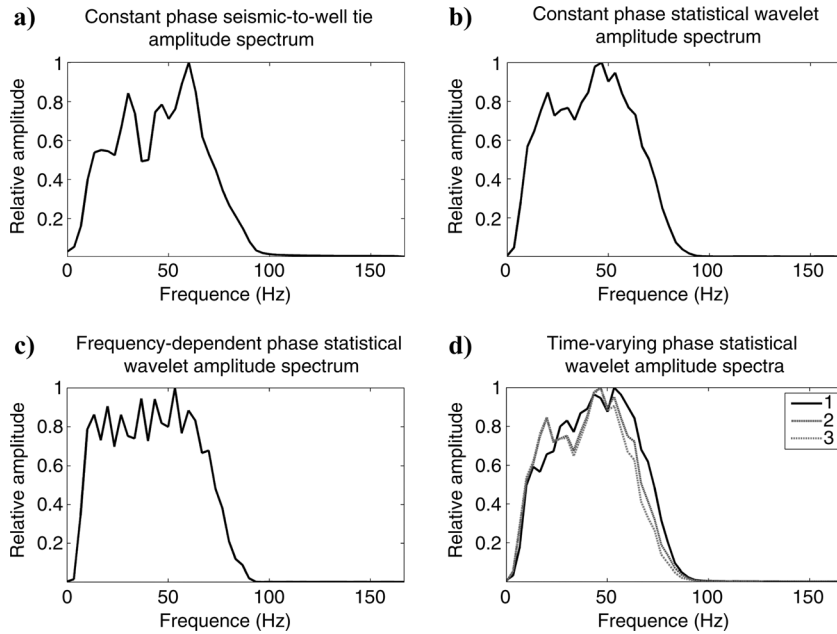 a)
Constant phase seismic-to-well tie
amplitude spectrum
Relative amplitude
1
0.8
0.6
0.4
0.2
0
50
100
150
Frequence (Hz)
b)
Constant phase statistical wavelet
amplitude spectrum
Relative amplitude
1
0.8
0.6
0.4
0.2
0
50
100
150
Frequence (Hz)
c)
Frequency-dependent phase statistical
wavelet amplitude spectrum
Relative amplitude
1
0.8
0.6
0.4
0.2
0
50
100
150
Frequence (Hz)
d)
Time-varying phase statistical
wavelet amplitude spectra
Relative amplitude
1
0.8
0.6
0.4
0.2
0
50
100
150
Frequence (Hz)
1
2
3